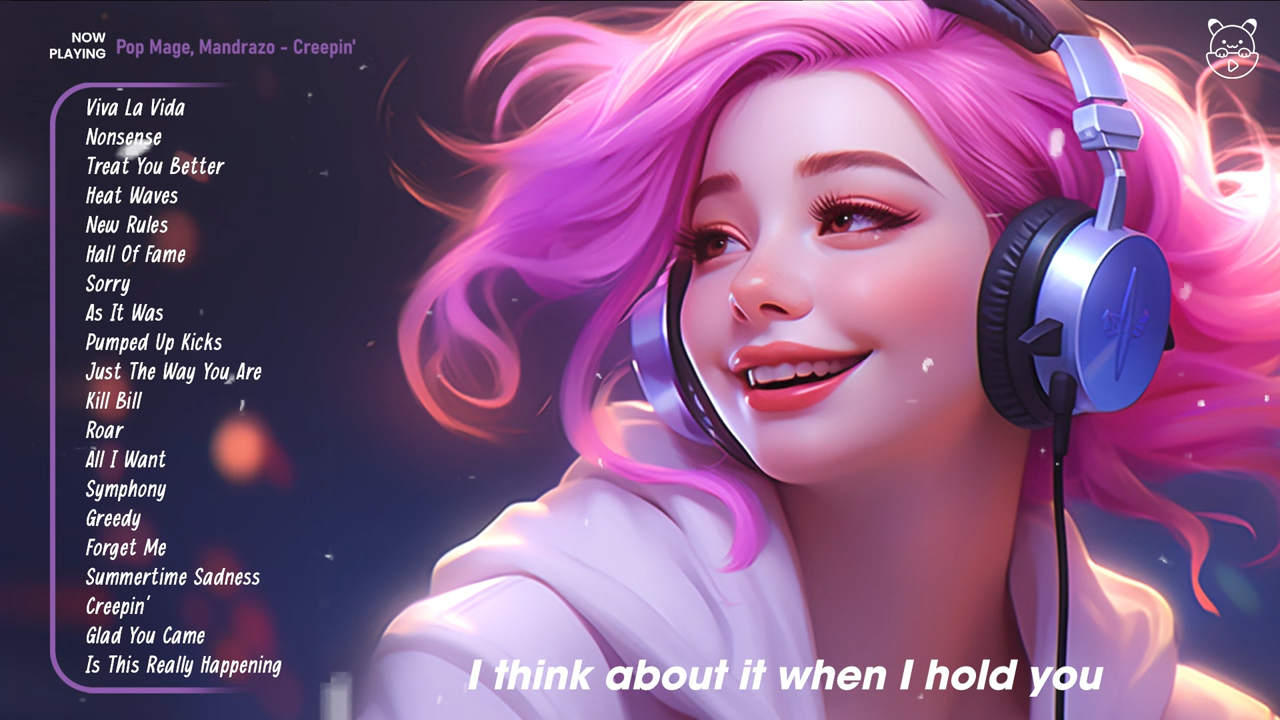 NOW
PLAYING
Pop Mage, Mandrazo - Creepin'
Viva La Vida
Nonsense
Treat You Better
Heat Waves
New Rules
Hall Of Fame
Sorry
As It Was
Pumped Up Kicks
Just The Way You Are
Kill Bill
Roar
All I Want
Symphony
Greedy
Forget Me
Summertime Sadness
Creepin'
Glad You Came
Is This Really Happening
I think about it when I hold you